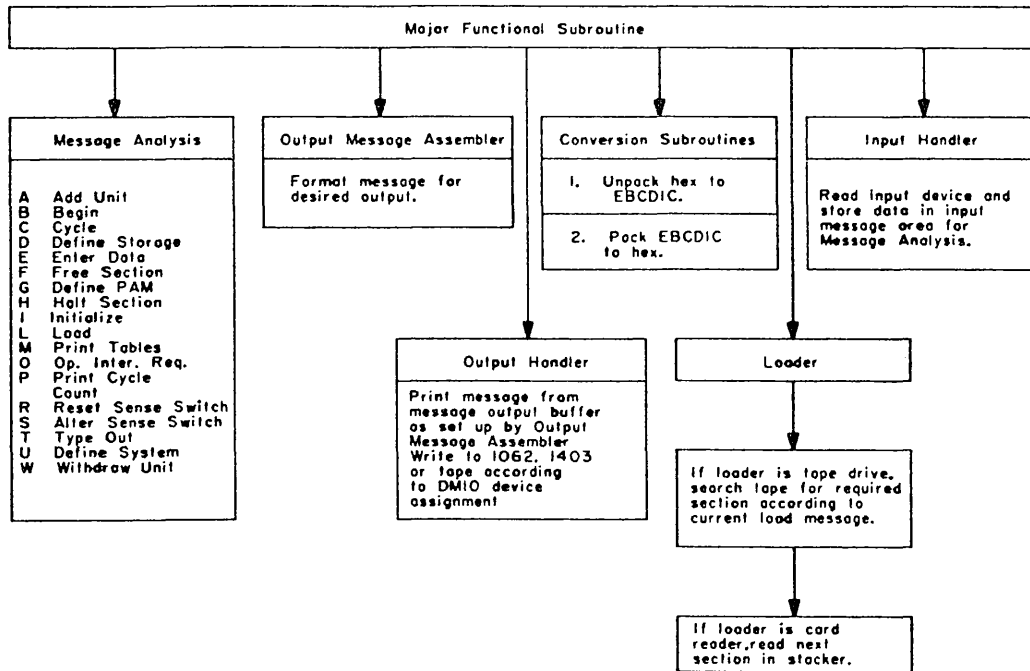 Major Functional Subroutine
Message Analysis
A Add Unit
B Begin
C Cycle
D Define Storage
E Enter Data
F Free Section
G Define PAM
H Halt Section
I Initialize
L Load
M Print Tables
O Op. Inter. Req.
P Print Cycle
Count
R Reset Sense Switch
S Alter Sense Switch
T Type Out
U Define System
W Withdraw Unit
Output Message Assembler
Format message for
desired output.
Conversion Subroutines
1. Unpack hex to
EBCDIC.
2. Pack EBCDIC
to hex.
Input Handler
Read Input device and
store data in input
message area for
Message Analysis.
Output Handler
Print message from
message output buffer
as set up by Output
Message Assembler
Write to 1062, 1403
or tape according
to DMIO device
assignment
Loader
If loader is tape drive,
search tape for required
section according to
current load message.
If loader is card
reader,read next
section in stacker.